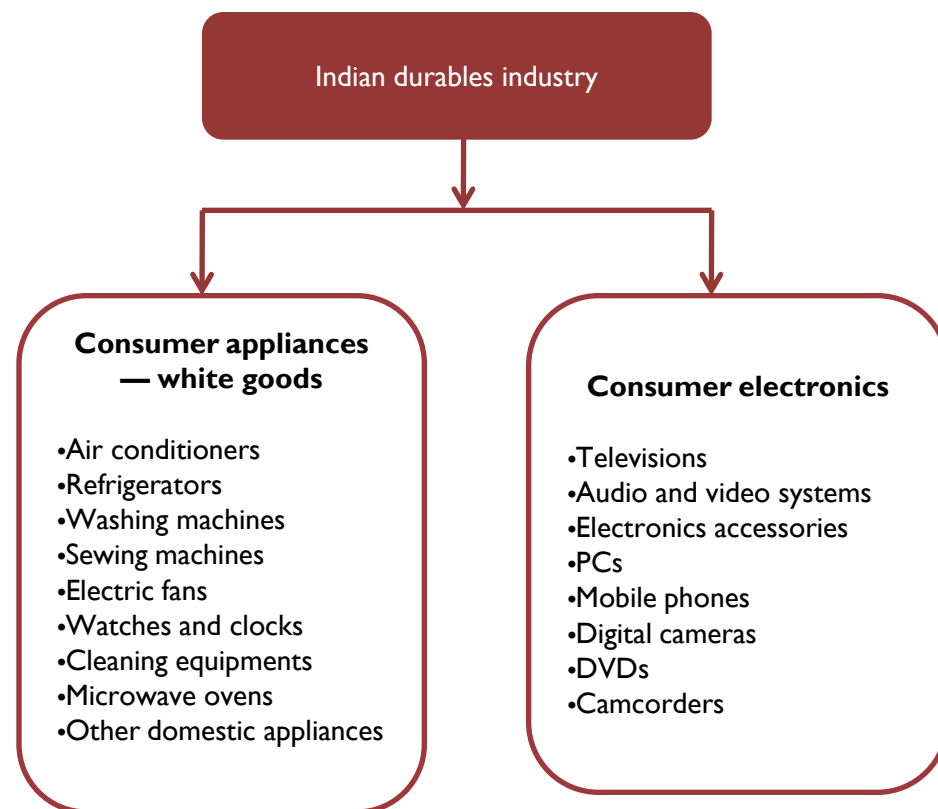 Indian durables industry
Consumer appliances
— white goods
•Air conditioners
•Refrigerators
•Washing machines
•Sewing machines
•Electric fans
•Watches and clocks
•Cleaning equipments
•Microwave ovens
•Other domestic appliances
Consumer electronics
•Televisions
•Audio and video systems
•Electronics accessories
•PCs
•Mobile phones
•Digital cameras
•DVDs
•Camcorders